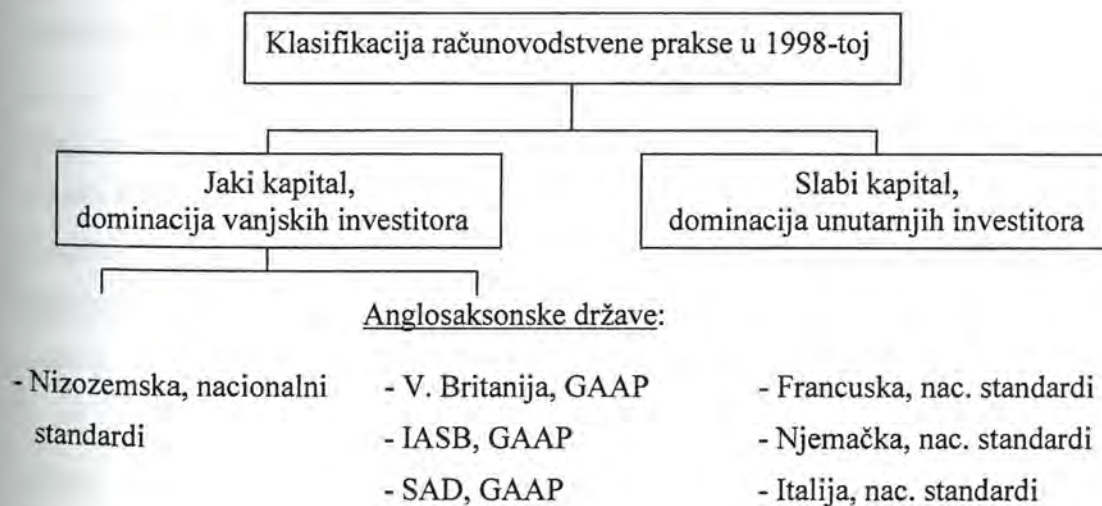 Klasifikacija računovodstvene prakse u 1998-toj
Jaki kapital,
dominacija vanjskih investitora
Slabi kapital,
dominacija unutarnjih investitora
Anglosaksonske države:
- Nizozemska, nacionalni
standardi
- V. Britanija, GAAP
- IASB, GAAP
- SAD, GAAP
- Francuska, nac. standardi
- Njemačka, nac. standardi
- Italija, nac. standardi